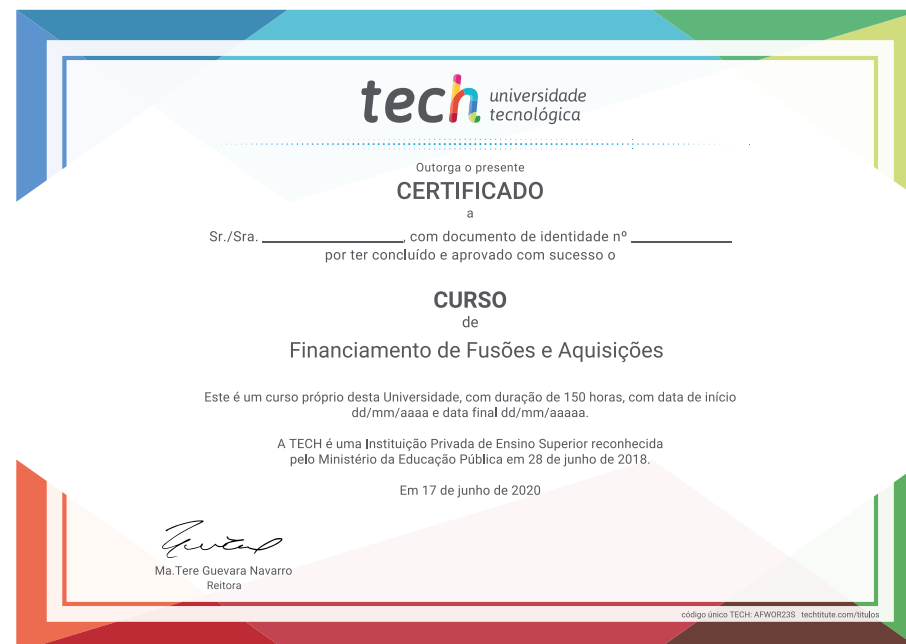 tech universidade
tecnológica
Outorga o presente
CERTIFICADO
a
Sr./Sra. ____________________, com documento de identidade nº ______________
por ter concluído e aprovado com sucesso o
CURSO
de
Financiamento de Fusões e Aquisições
Este é um curso próprio desta Universidade, com duração de 150 horas, com data de início
dd/mm/aaaa e data final dd/mm/aaaaa.
A TECH é uma Instituição Privada de Ensino Superior reconhecida
pelo Ministério da Educação Pública em 28 de junho de 2018.
Em 17 de junho de 2020
Ma.Tere Guevara Navarro
Reitora
código único TECH: AFWOR23S techtitute.com/titulos